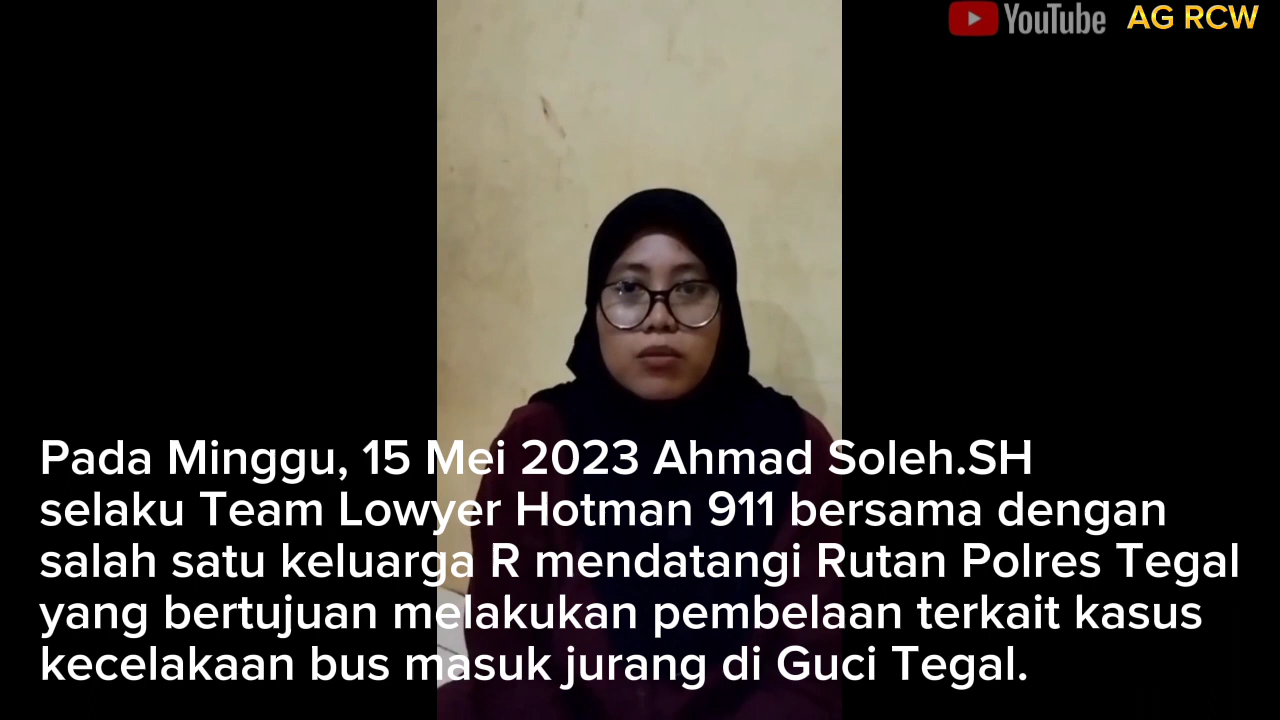 YouTube AG RCW
Pada Minggu, 15 Mei 2023 Ahmad Soleh.SH
selaku Team Lowyer Hotman 911 bersama dengan
salah satu keluarga R mendatangi Rutan Polres Tegal
yang bertujuan melakukan pembelaan terkait kasus
kecelakaan bus masuk jurang di Guci Tegal.